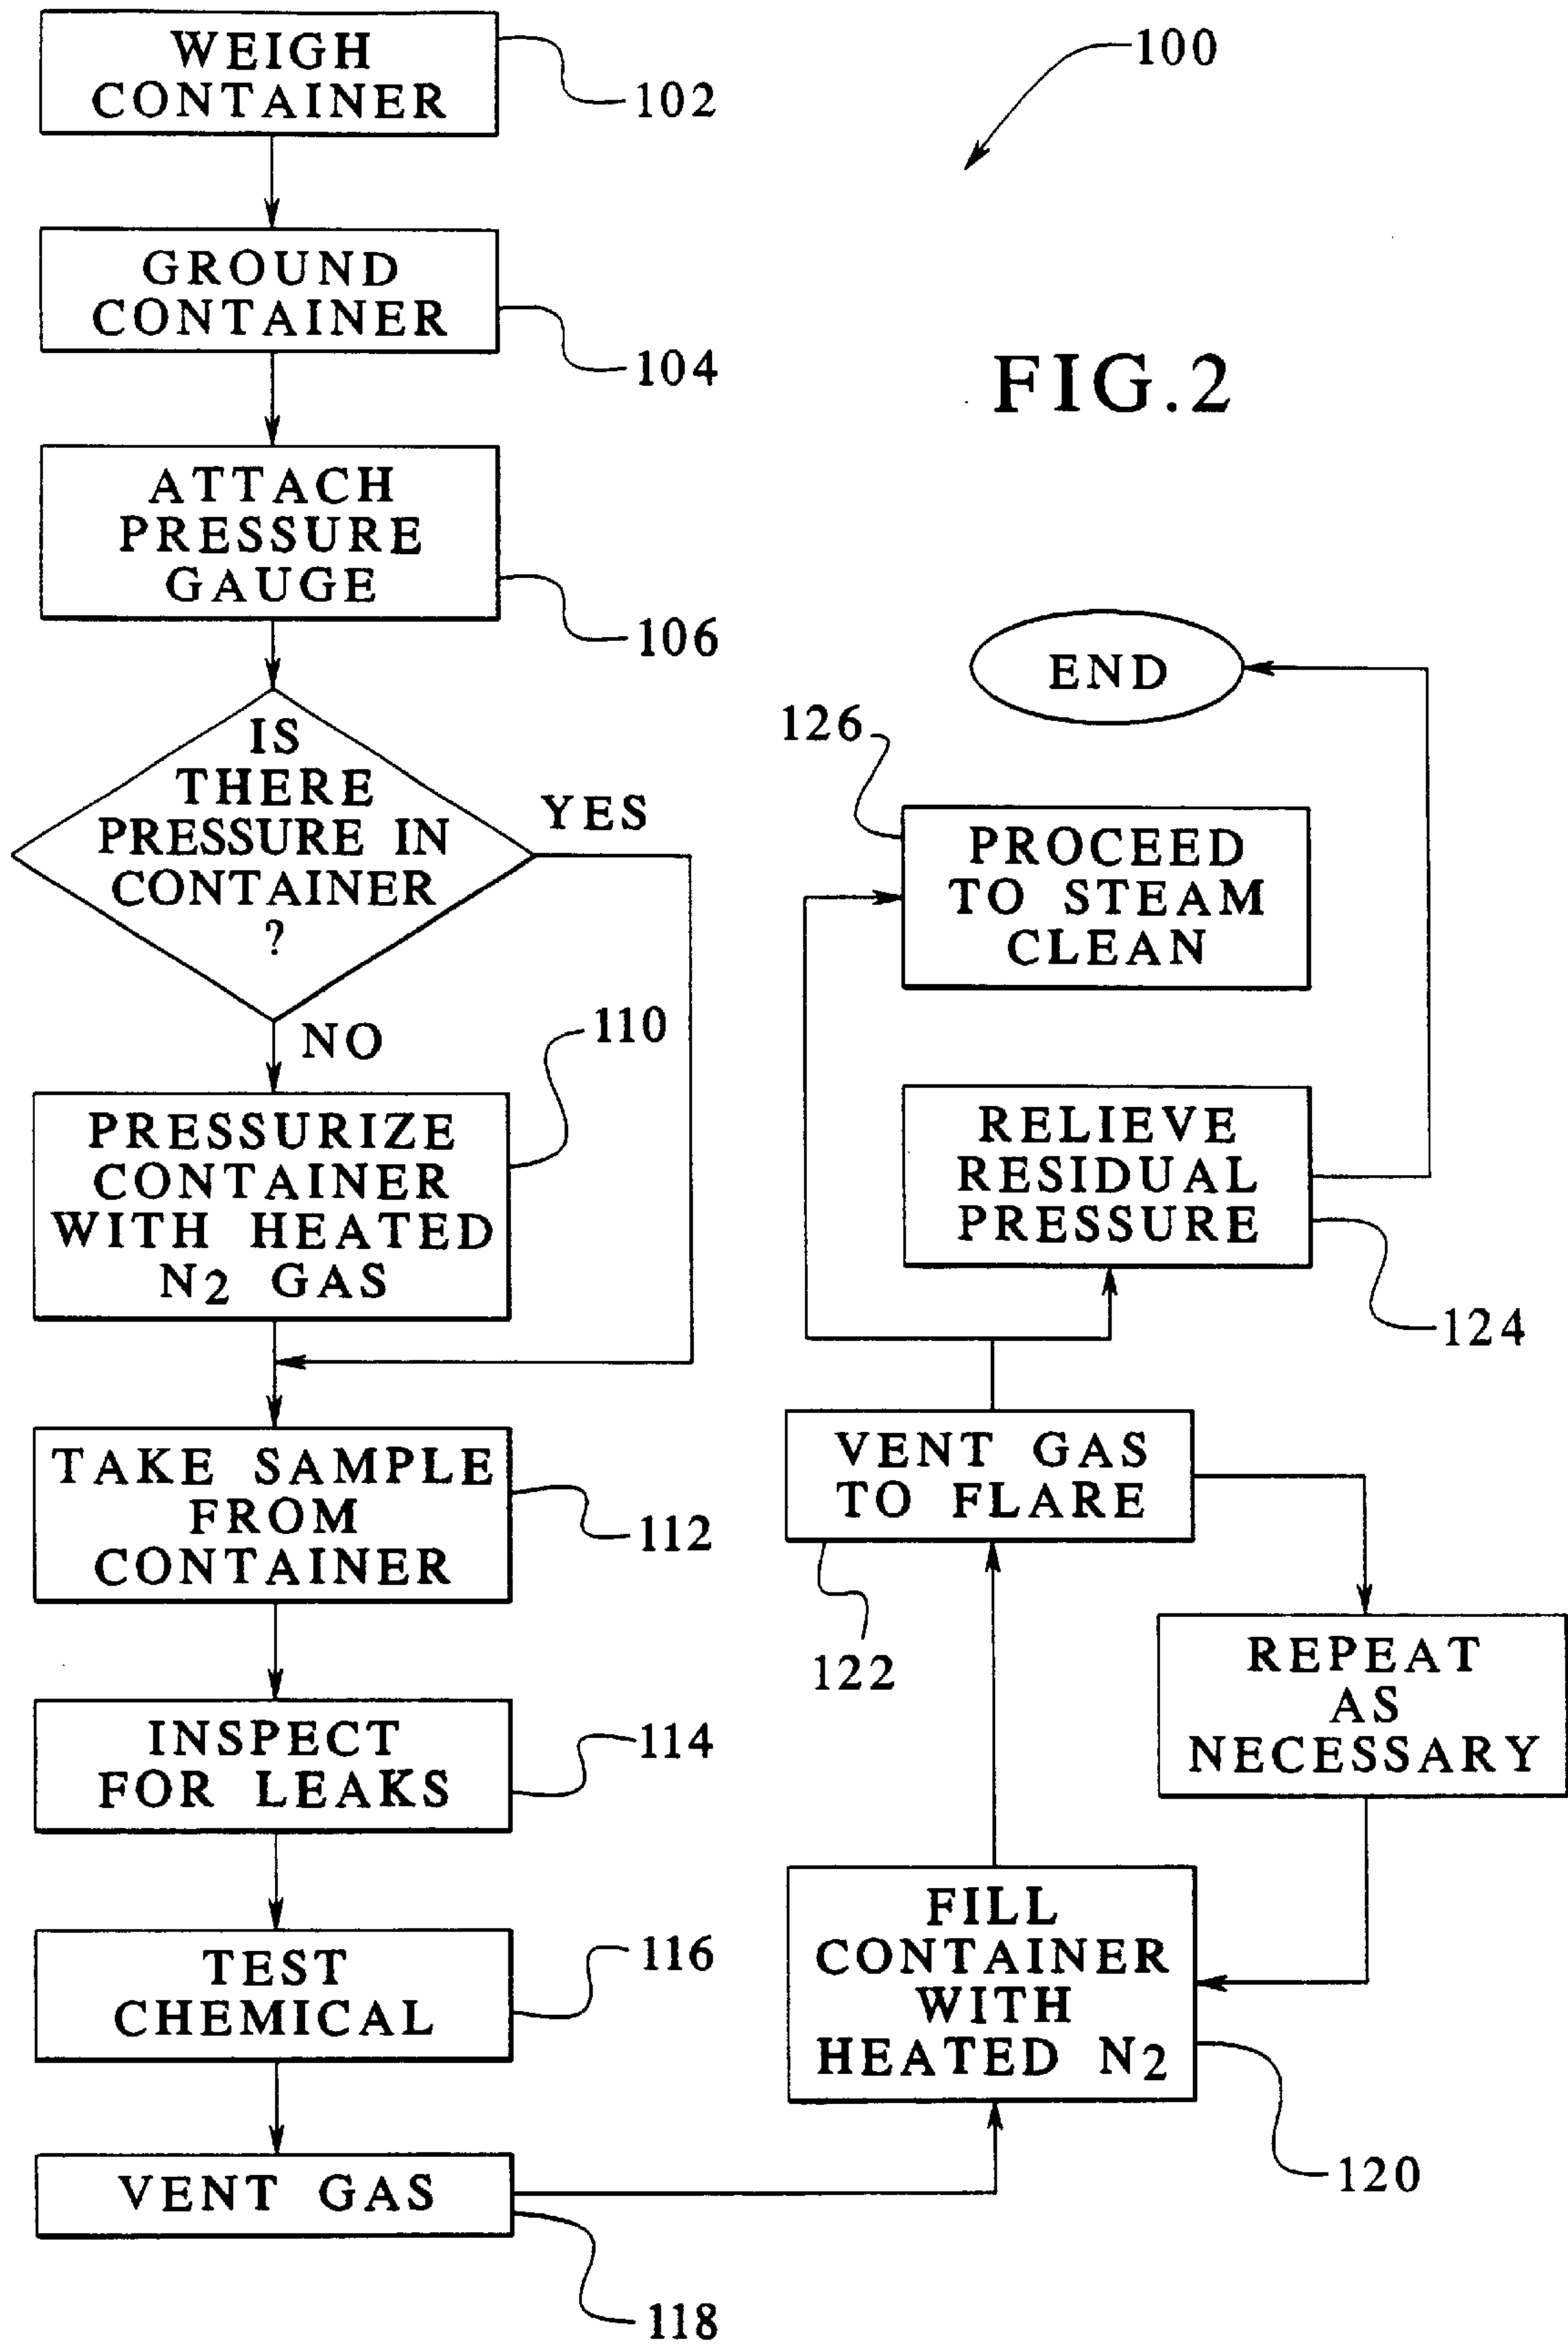 WEIGH
CONTAINER
102
100
GROUND
CONTAINER
104
FIG.2
ATTACH
PRESSURE
GAUGE
106
IS
THERE
PRESSURE IN
CONTAINER
?
YES
NO
PRESSURIZE
CONTAINER
WITH HEATED
N2 GAS
110
TAKE SAMPLE
FROM
CONTAINER
112
INSPECT
FOR LEAKS
114
TEST
CHEMICAL
116
VENT GAS
118
FILL
CONTAINER
WITH
HEATED N2
120
VENT GAS
TO FLARE
122
REPEAT
AS
NECESSARY
RELIEVE
RESIDUAL
PRESSURE
124
PROCEED
TO STEAM
CLEAN
126
END